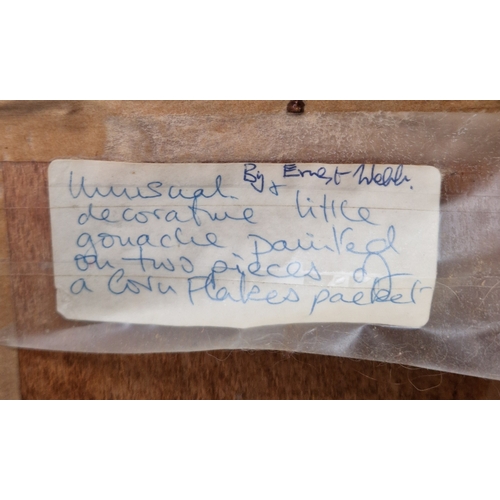 By Ernest Webb.
Unusual &
decorative little
gouache painted
on two pieces of
a Corn Flakes packet